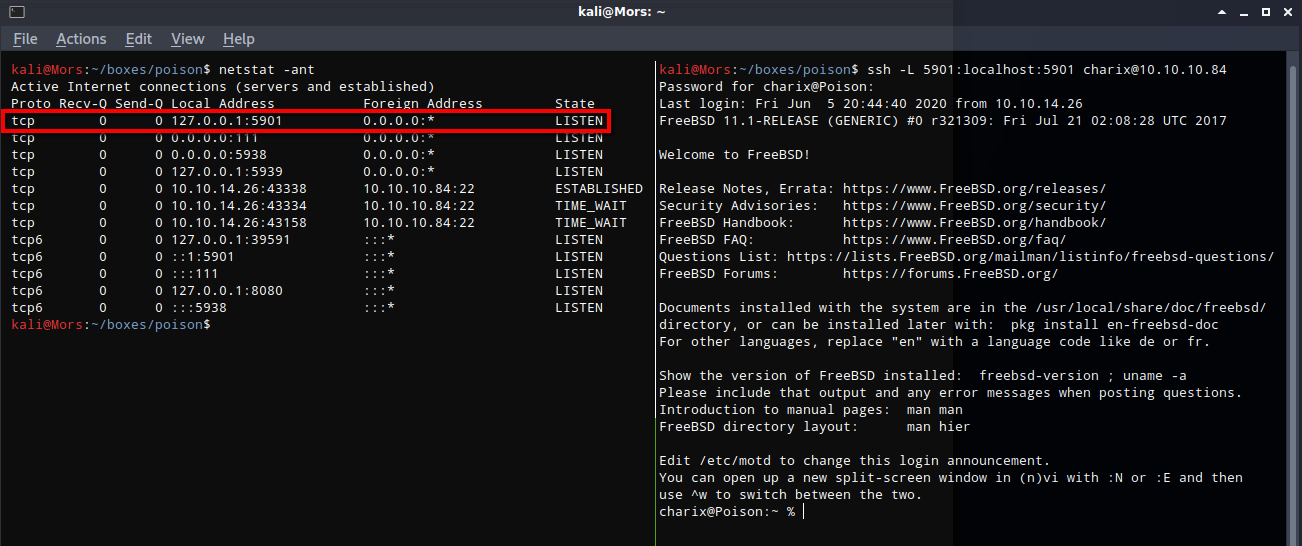 kali@Mors: ~
File Actions Edit View Help
kali@Mors:~/boxes/poison$ netstat -ant
Active Internet connections (servers and established)
Proto Recv-Q Send-Q Local Address           Foreign Address         State
tcp        0      0 127.0.0.1:5901          0.0.0.0:*               LISTEN
tcp        0      0 0.0.0.0:111             0.0.0.0:*               LISTEN
tcp        0      0 0.0.0.0:5938            0.0.0.0:*               LISTEN
tcp        0      0 127.0.0.1:5939          0.0.0.0:*               LISTEN
tcp        0      0 10.10.14.26:43338       10.10.10.84:22          ESTABLISHED
tcp        0      0 10.10.14.26:43334       10.10.10.84:22          TIME_WAIT
tcp        0      0 10.10.14.26:43158       10.10.10.84:22          TIME_WAIT
tcp6       0      0 127.0.0.1:39591         :::*                    LISTEN
tcp6       0      0 ::1:5901                :::*                    LISTEN
tcp6       0      0 :::111                  :::*                    LISTEN
tcp6       0      0 127.0.0.1:8080          :::*                    LISTEN
tcp6       0      0 :::5938                 :::*                    LISTEN
kali@Mors:~/boxes/poison$
kali@Mors:~/boxes/poison$ ssh -L 5901:localhost:5901 charix@10.10.10.84
Password for charix@Poison:
Last login: Fri Jun  5 20:44:40 2020 from 10.10.14.26
FreeBSD 11.1-RELEASE (GENERIC) #0 r321309: Fri Jul 21 02:08:28 UTC 2017
Welcome to FreeBSD!
Release Notes, Errata: https://www.FreeBSD.org/releases/
Security Advisories:   https://www.FreeBSD.org/security/
FreeBSD Handbook:      https://www.FreeBSD.org/handbook/
FreeBSD FAQ:           https://www.FreeBSD.org/faq/
Questions List: https://lists.FreeBSD.org/mailman/listinfo/freebsd-questions/
FreeBSD Forums:        https://forums.FreeBSD.org/
Documents installed with the system are in the /usr/local/share/doc/freebsd/
directory, or can be installed later with:  pkg install en-freebsd-doc
For other languages, replace "en" with a language code like de or fr.
Show the version of FreeBSD installed:  freebsd-version ; uname -a
Please include that output and any error messages when posting questions.
Introduction to manual pages:  man man
FreeBSD directory layout:      man hier
Edit /etc/motd to change this login announcement.
You can open up a new split-screen window in (n)vi with :N or :E and then
use ^w to switch between the two.
charix@Poison:~ %